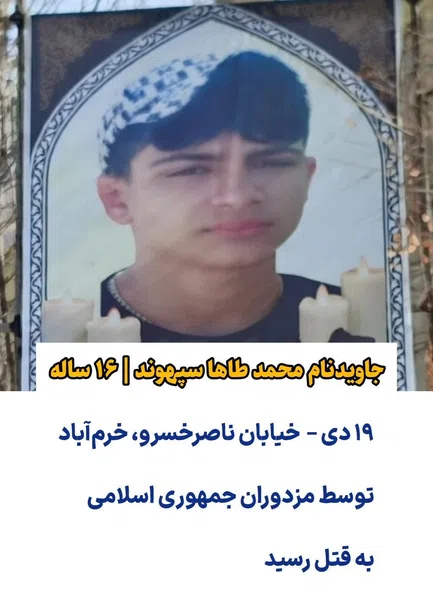 جاویدنام محمد طاها سپهوند | ۱۶ ساله
۱۹ دی - خیابان ناصرخسرو، خرم‌آباد
توسط مزدوران جمهوری اسلامی
به قتل رسید